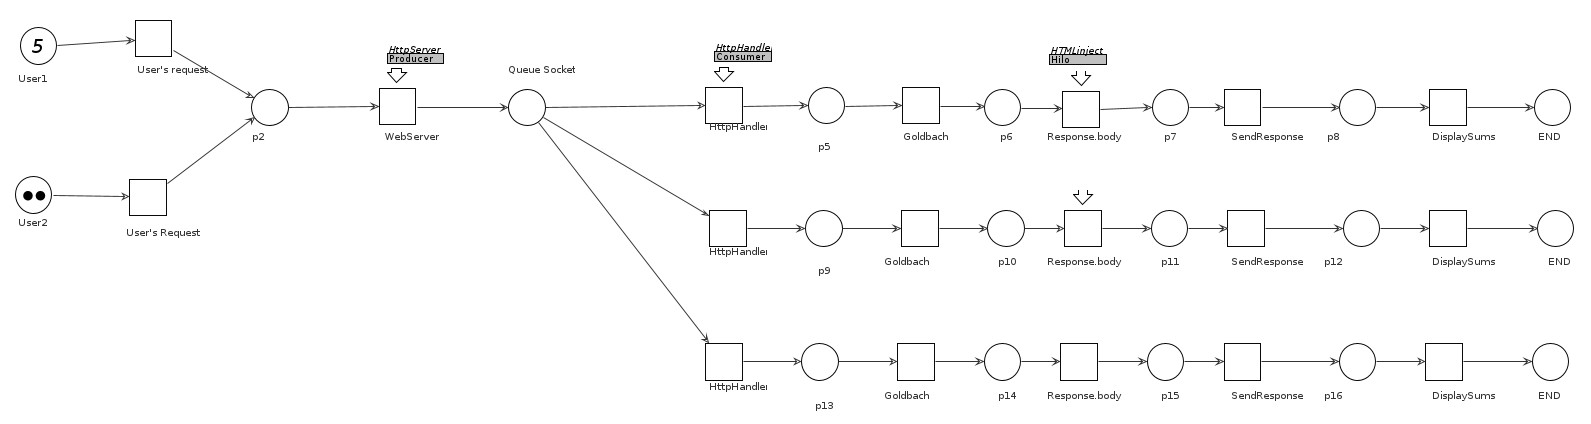 5
User1
User's request
User2
User's Request
p2
HttpServer
Producer
WebServer
Queue Socket
HttpHandle
Consumer
HttpHandler
p5
Goldbach
p6
HTMLinject
Hilo
Response.body
p7
SendResponse
p8
DisplaySums
END
HttpHandler
p9
Goldbach
p10
Response.body
p11
SendResponse
p12
DisplaySums
END
HttpHandler
p13
Goldbach
p14
Response.body
p15
SendResponse
p16
DisplaySums
END